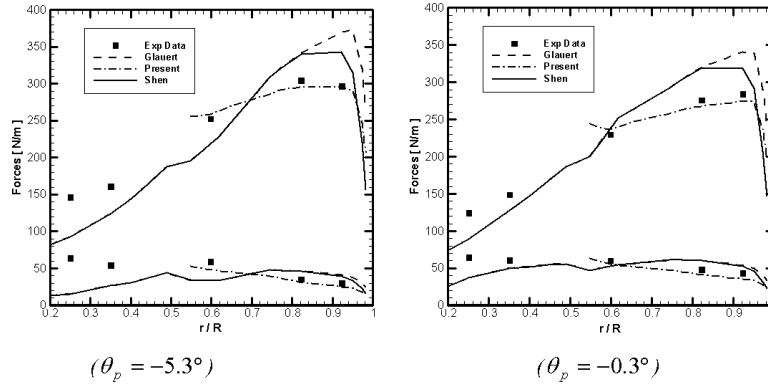 400
350
300
250
200
150
100
50
0
Forces [ N/m ]
Exp Data
Glauert
Present
Shen
0.2 0.3 0.4 0.5 0.6 0.7 0.8 0.9 1
r / R
(θp = −5.3°)
400
350
300
250
200
150
100
50
0
Forces [ N/m ]
Exp Data
Glauert
Present
Shen
0.2 0.3 0.4 0.5 0.6 0.7 0.8 0.9
r / R
(θp = −0.3°)